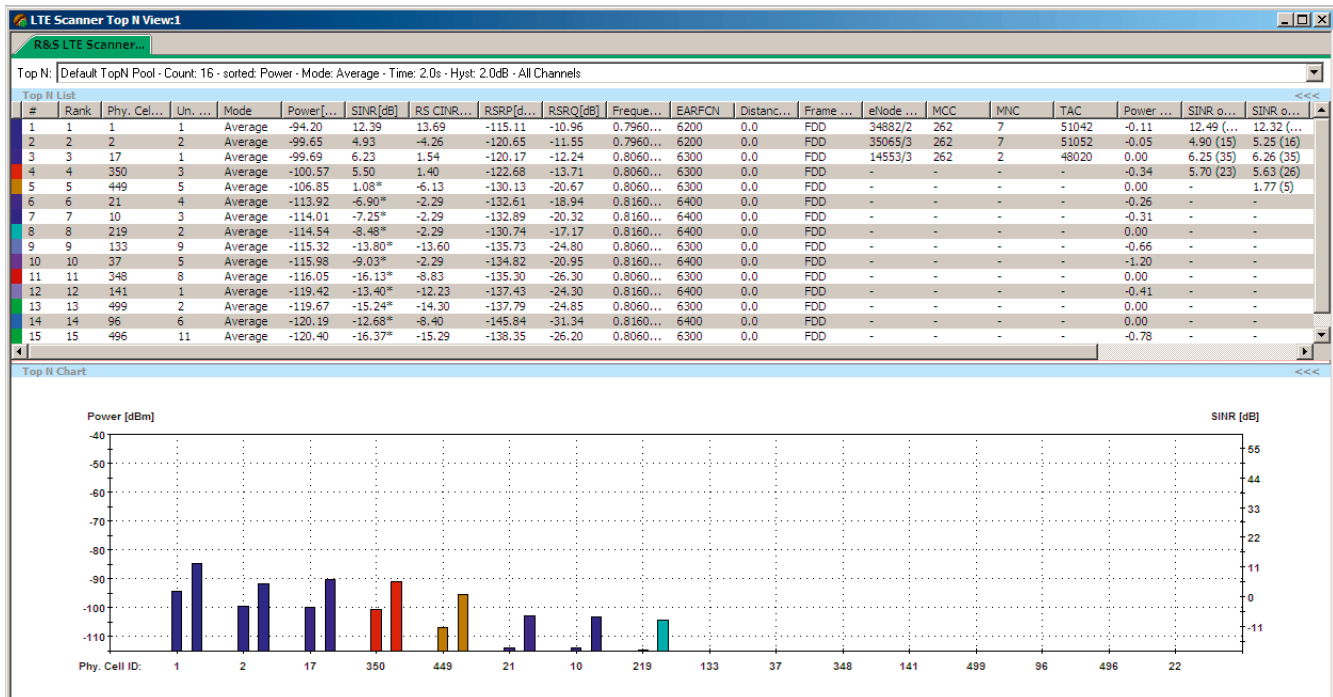 LTE Scanner Top N View:1
R&S LTE Scanner...
Top N: Default TopN Pool - Count: 16 - sorted: Power - Mode: Average - Time: 2.0s - Hyst: 2.0dB - All Channels
Top N List <<<
# Rank Phy. Cel... Un. ... Mode Power[... SINR[dB] RS CINR... RSRP[d... RSRQ[dB] Freque... EARFCN Distanc... Frame ... eNode ... MCC MNC TAC Power ... SINR o... SINR o...
1 1 1 1 Average -94.20 12.39 13.69 -115.11 -10.96 0.7960... 6200 0.0 FDD 34882/2 262 7 51042 -0.11 12.49 (... 12.32 (...
2 2 2 2 Average -99.65 4.93 -4.26 -120.65 -11.55 0.7960... 6200 0.0 FDD 35065/3 262 7 51052 -0.05 4.90 (15) 5.25 (16)
3 3 17 1 Average -99.69 6.23 1.54 -120.17 -12.24 0.8060... 6300 0.0 FDD 14553/3 262 2 48020 0.00 6.25 (35) 6.26 (35)
4 4 350 3 Average -100.57 5.50 1.40 -122.68 -13.71 0.8060... 6300 0.0 FDD - - - - -0.34 5.70 (23) 5.63 (26)
5 5 449 5 Average -106.85 1.08* -6.13 -130.13 -20.67 0.8060... 6300 0.0 FDD - - - - 0.00 - 1.77 (5)
6 6 21 4 Average -113.92 -6.90* -2.29 -132.61 -18.94 0.8160... 6400 0.0 FDD - - - - -0.26 - -
7 7 10 3 Average -114.01 -7.25* -2.29 -132.89 -20.32 0.8160... 6400 0.0 FDD - - - - -0.31 - -
8 8 219 2 Average -114.54 -8.48* -2.29 -130.74 -17.17 0.8160... 6400 0.0 FDD - - - - 0.00 - -
9 9 133 9 Average -115.32 -13.80* -13.60 -135.73 -24.80 0.8060... 6300 0.0 FDD - - - - -0.66 - -
10 10 37 5 Average -115.98 -9.03* -2.29 -134.82 -20.95 0.8160... 6400 0.0 FDD - - - - -1.20 - -
11 11 348 8 Average -116.05 -16.13* -8.83 -135.30 -26.30 0.8060... 6300 0.0 FDD - - - - 0.00 - -
12 12 141 1 Average -119.42 -13.40* -12.23 -137.43 -24.30 0.8160... 6400 0.0 FDD - - - - -0.41 - -
13 13 499 2 Average -119.67 -15.24* -14.30 -137.79 -24.85 0.8060... 6300 0.0 FDD - - - - 0.00 - -
14 14 96 6 Average -120.19 -12.68* -8.40 -145.84 -31.34 0.8160... 6400 0.0 FDD - - - - 0.00 - -
15 15 496 11 Average -120.40 -16.37* -15.29 -138.35 -26.20 0.8060... 6300 0.0 FDD - - - - -0.78 - -
Top N Chart <<<
Power [dBm] SINR [dB]
-40
55
-50
44
-60
33
-70
22
-80
11
-90
0
-100
-11
-110
Phy. Cell ID: 1 2 17 350 449 21 10 219 133 37 348 141 499 96 496 22